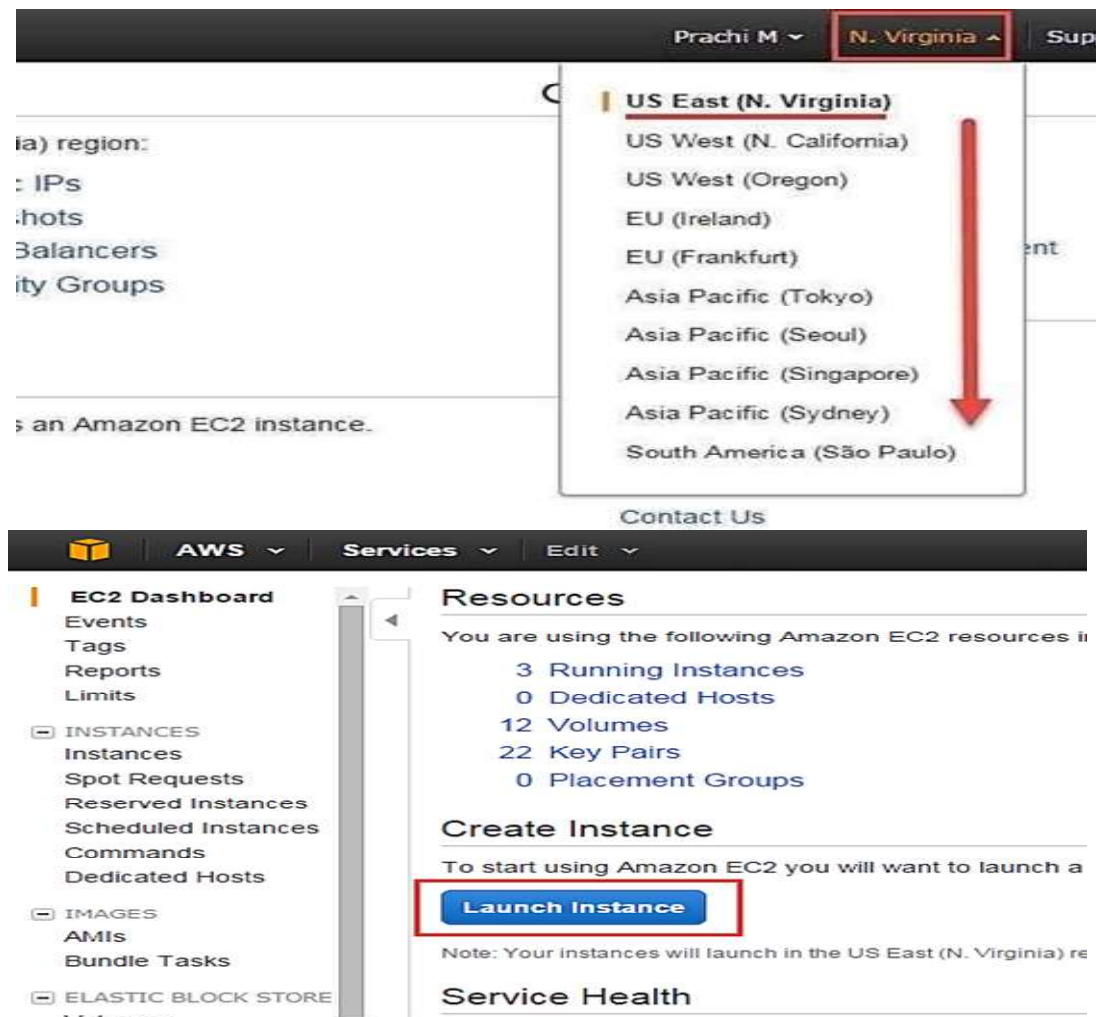 Prachi M N. Virginia
US East (N. Virginia)
ia) region:
US West (N. California)
IPs
US West (Oregon)
hots
EU (Ireland)
Balancers
EU (Frankfurt)
ity Groups
Asia Pacific (Tokyo)
Asia Pacific (Seoul)
Asia Pacific (Singapore)
s an Amazon EC2 instance.
Asia Pacific (Sydney)
South America (São Paulo)
Contact Us
AWS Services Edit
EC2 Dashboard
Events
Tags
Reports
Limits
INSTANCES
Instances
Spot Requests
Reserved Instances
Scheduled Instances
Commands
Dedicated Hosts
IMAGES
AMIs
Bundle Tasks
ELASTIC BLOCK STORE
Resources
You are using the following Amazon EC2 resources i
3 Running Instances
0 Dedicated Hosts
12 Volumes
22 Key Pairs
0 Placement Groups
Create Instance
To start using Amazon EC2 you will want to launch a
Launch Instance
Note: Your instances will launch in the US East (N. Virginia) re
Service Health